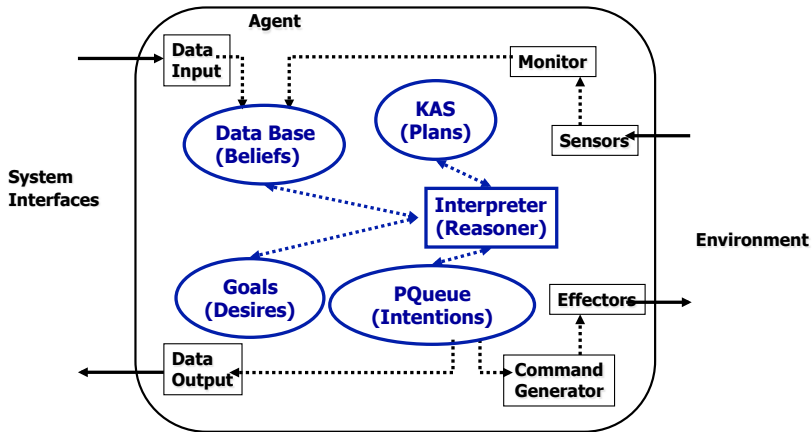 Agent
Data
Input
Monitor
KAS
(Plans)
Data Base
(Beliefs)
Sensors
System
Interfaces
Interpreter
(Reasoner)
Environment
Goals
(Desires)
PQueue
(Intentions)
Effectors
Data
Output
Command
Generator